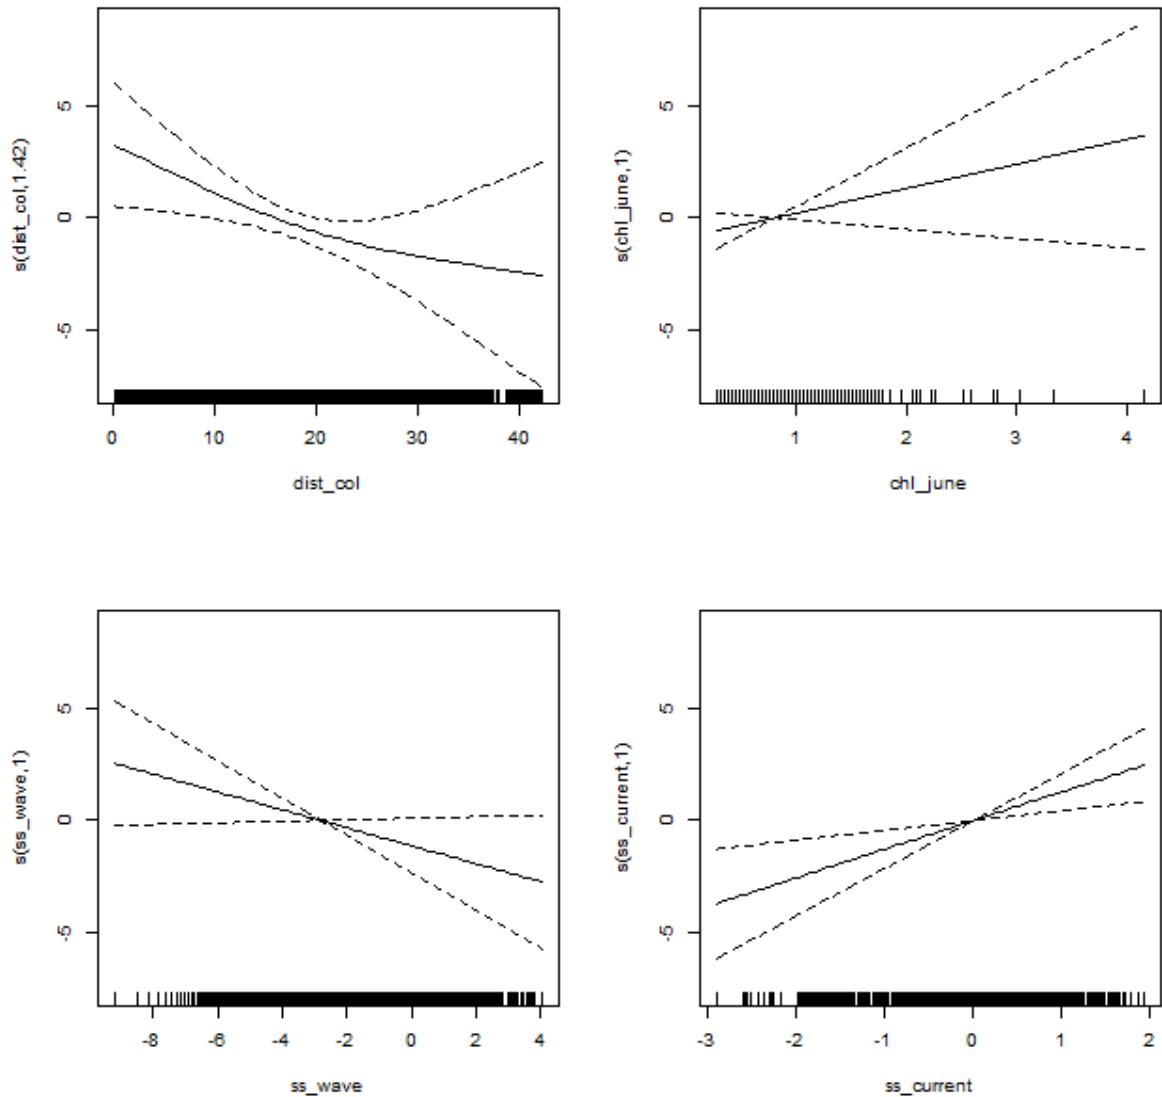 5
0
-5
s(dist_col,1.42)
0 10 20 30 40
dist_col
5
0
-5
s(chl_june,1)
1 2 3 4
chl_june
5
0
-5
s(ss_wave,1)
-8 -6 -4 -2 0 2 4
ss_wave
5
0
-5
s(ss_current,1)
-3 -2 -1 0 1 2
ss_current